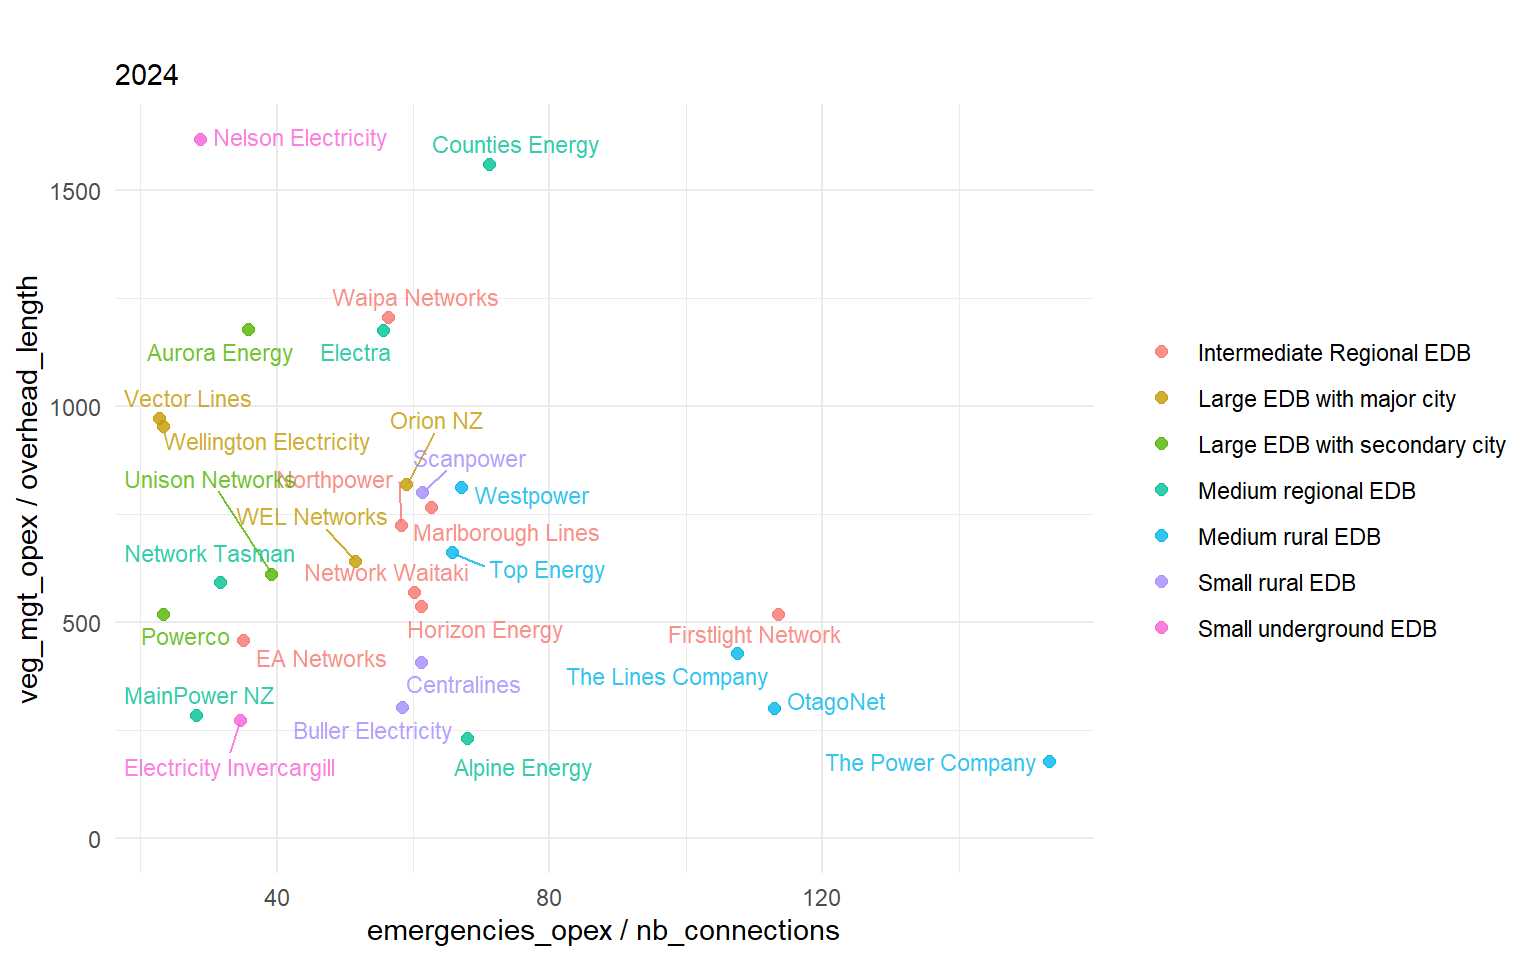 2024
Nelson Electricity
Counties Energy
1500
Waipa Networks
Aurora Energy
Electra
Vector Lines
1000
Orion NZ
Wellington Electricity
Scanpower
Unison Networks
Northpower
Westpower
WEL Networks
Marlborough Lines
Network Tasman
Network Waitaki
Top Energy
500
Powerco
Horizon Energy
Firstlight Network
EA Networks
The Lines Company
Centralines
MainPower NZ
OtagoNet
Buller Electricity
Electricity Invercargill
Alpine Energy
The Power Company
0
40
80
120
emergencies_opex / nb_connections
veg_mgt_opex / overhead_length
Intermediate Regional EDB
Large EDB with major city
Large EDB with secondary city
Medium regional EDB
Medium rural EDB
Small rural EDB
Small underground EDB